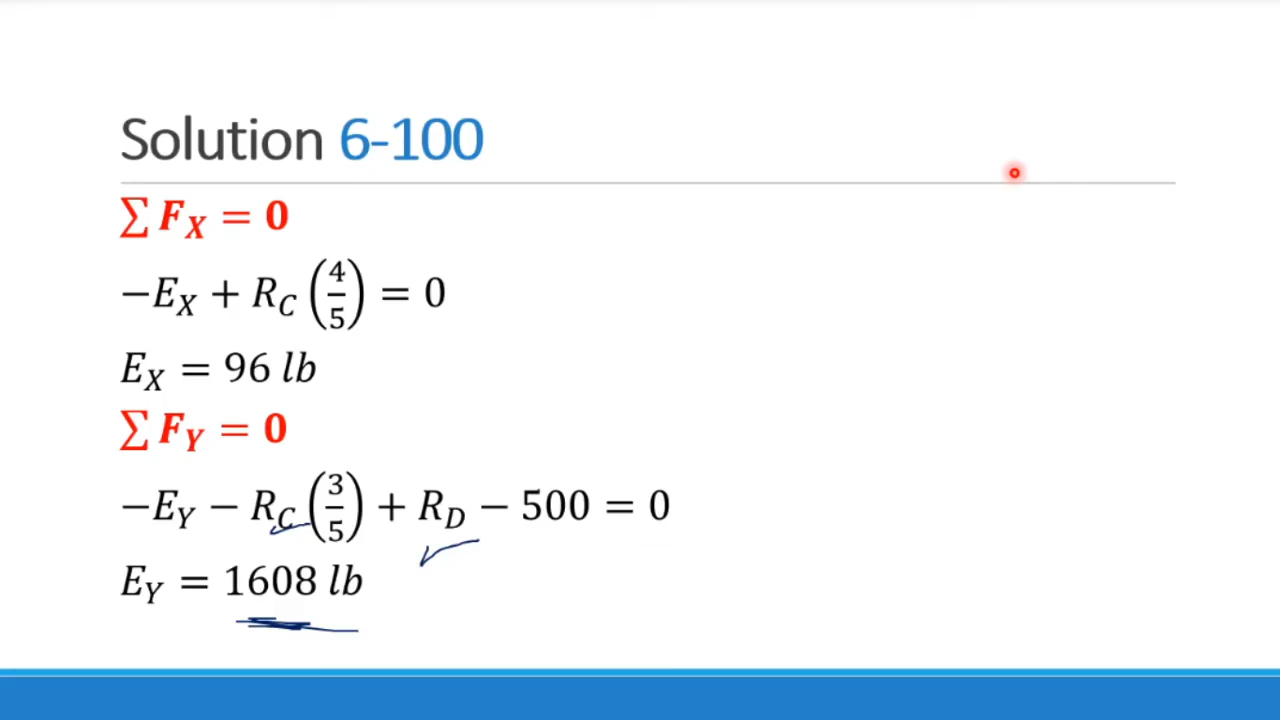 Solution 6-100
∑ F_X = 0
−E_X + R_C (4/5) = 0
E_X = 96 lb
∑ F_Y = 0
−E_Y − R_C (3/5) + R_D − 500 = 0
E_Y = 1608 lb